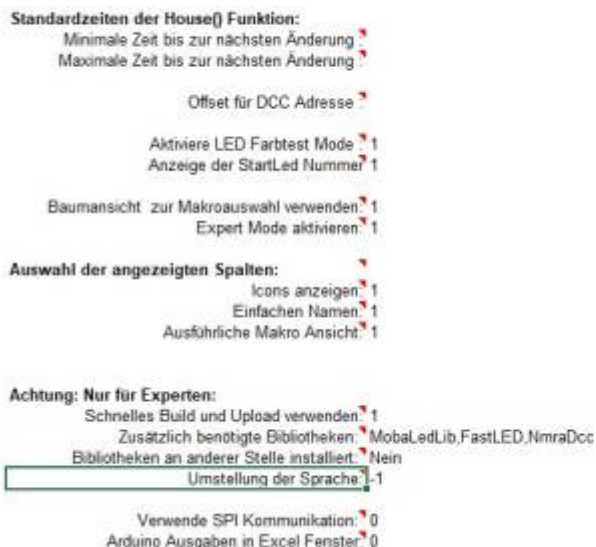 Standardzeiten der House() Funktion:
Minimale Zeit bis zur nächsten Änderung :
Maximale Zeit bis zur nächsten Änderung :
Offset für DCC Adresse :
Aktiviere LED Farbtest Mode : 1
Anzeige der StartLed Nummer 1
Baumansicht zur Makroauswahl verwenden: 1
Expert Mode aktivieren: 1
Auswahl der angezeigten Spalten:
Icons anzeigen: 1
Einfachen Namen: 1
Ausführliche Makro Ansicht: 1
Achtung: Nur für Experten:
Schnelles Build und Upload verwenden: 1
Zusätzlich benötigte Bibliotheken: MobaLedLib,FastLED,NmraDcc
Bibliotheken an anderer Stelle installiert: Nein
Umstellung der Sprache: -1
Verwende SPI Kommunikation: 0
Arduino Ausgaben in Excel Fenster: 0